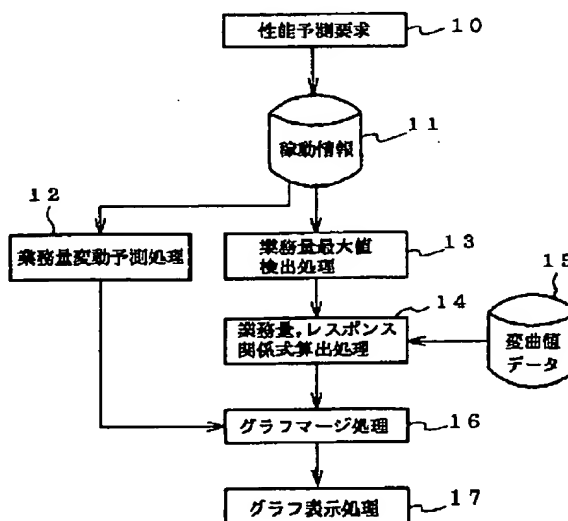 性能予測要求
10
稼動情報
11
12
業務量変動予測処理
業務量最大値
検出処理
13
14
業務量,レスポンス
関係式算出処理
15
変曲値
データ
グラフマージ処理
16
グラフ表示処理
17